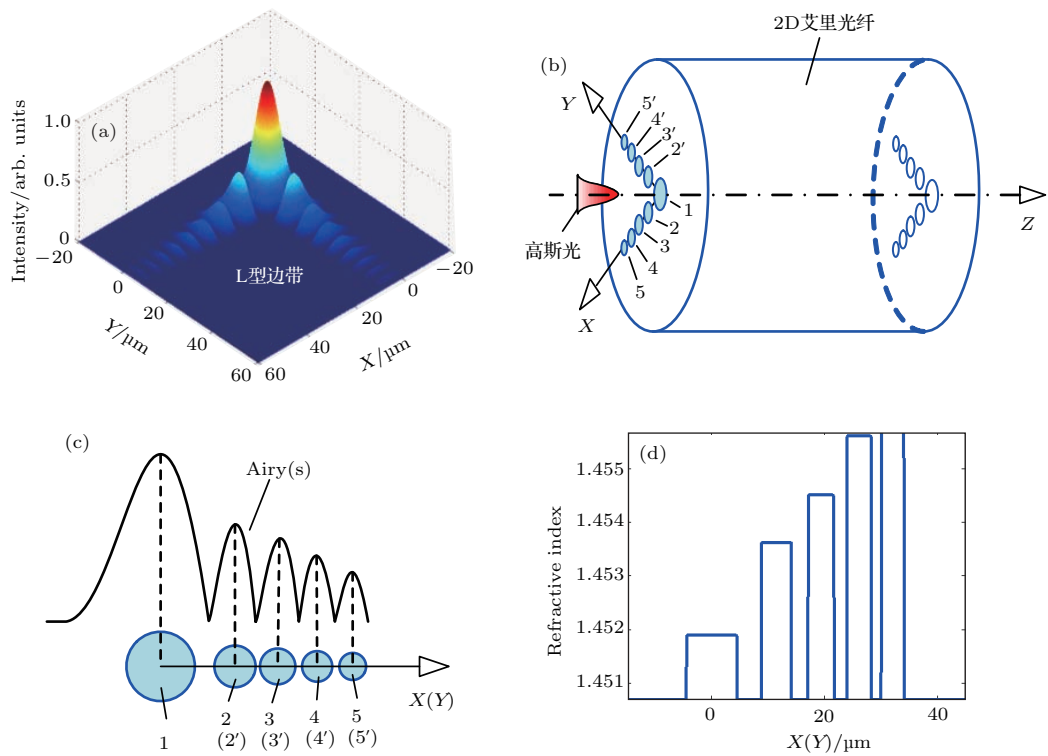 (a)
Intensity/arb. units
1.0
0.5
0
−20
0
20
40
60
Y/μm
60
40
20
0
−20
X/μm
L型边带
(b)
2D艾里光纤
Y
5′
4′
3′
2′
1
2
3
4
5
高斯光
X
Z
(c)
Airy(s)
X(Y)
1
2
(2′)
3
(3′)
4
(4′)
5
(5′)
(d)
Refractive index
1.455
1.454
1.453
1.452
1.451
0
20
40
X(Y)/μm